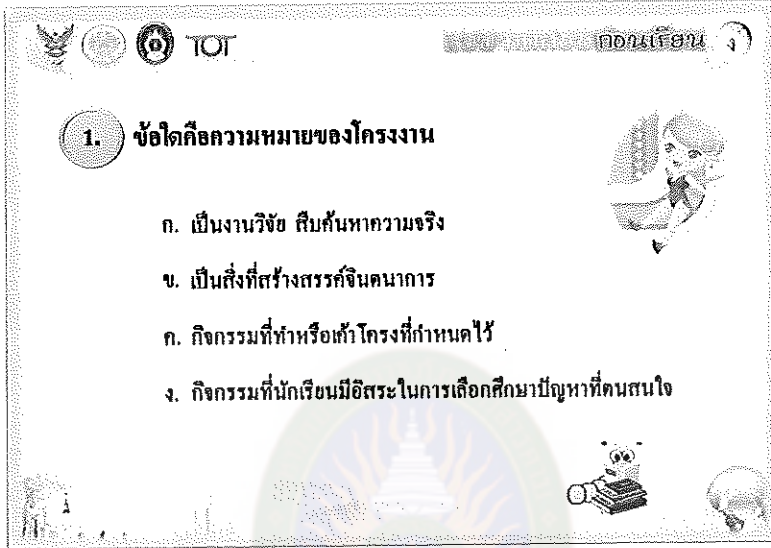 TOT
ก่อนเรียน
ง
1. ข้อใดคือความหมายของโครงงาน
ก. เป็นงานวิจัย สืบค้นหาความจริง
ข. เป็นสิ่งที่สร้างสรรค์จินตนาการ
ค. กิจกรรมที่ทำหรือเค้าโครงที่กำหนดไว้
ง. กิจกรรมที่นักเรียนมีอิสระในการเลือกศึกษาปัญหาที่ตนสนใจ